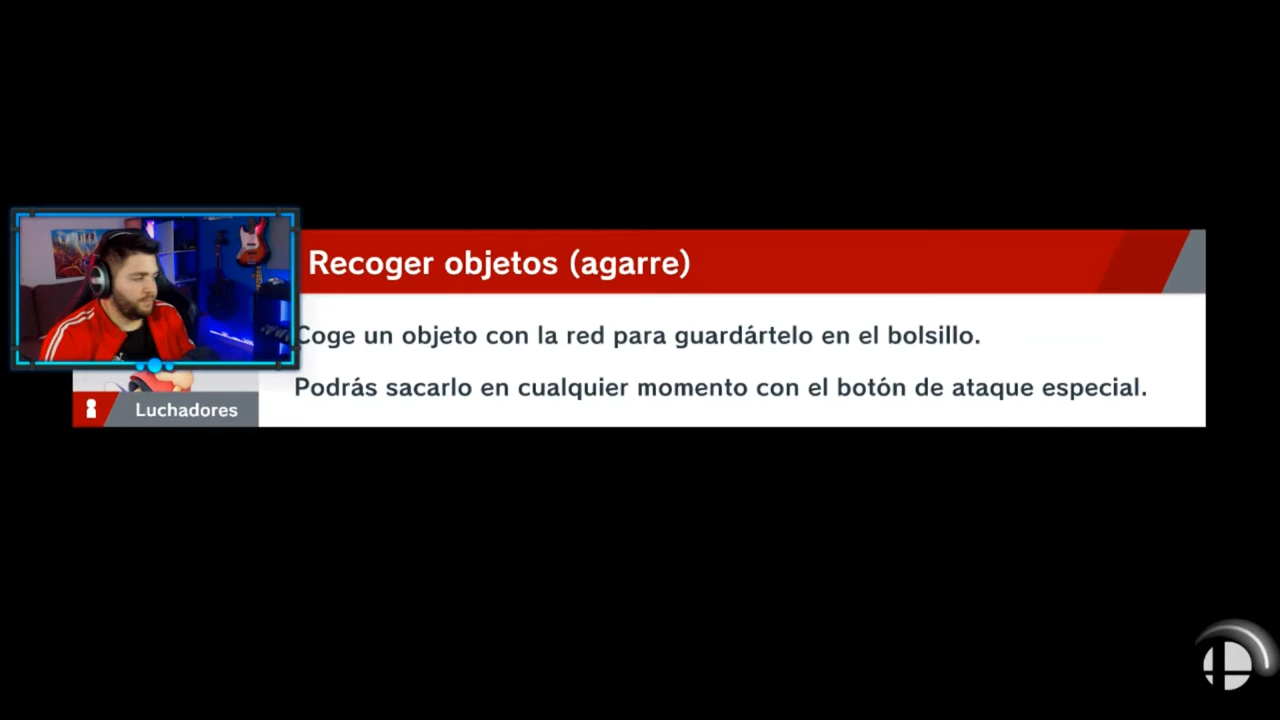 Recoger objetos (agarre)
Coge un objeto con la red para guardártelo en el bolsillo.
Podrás sacarlo en cualquier momento con el botón de ataque especial.
Luchadores